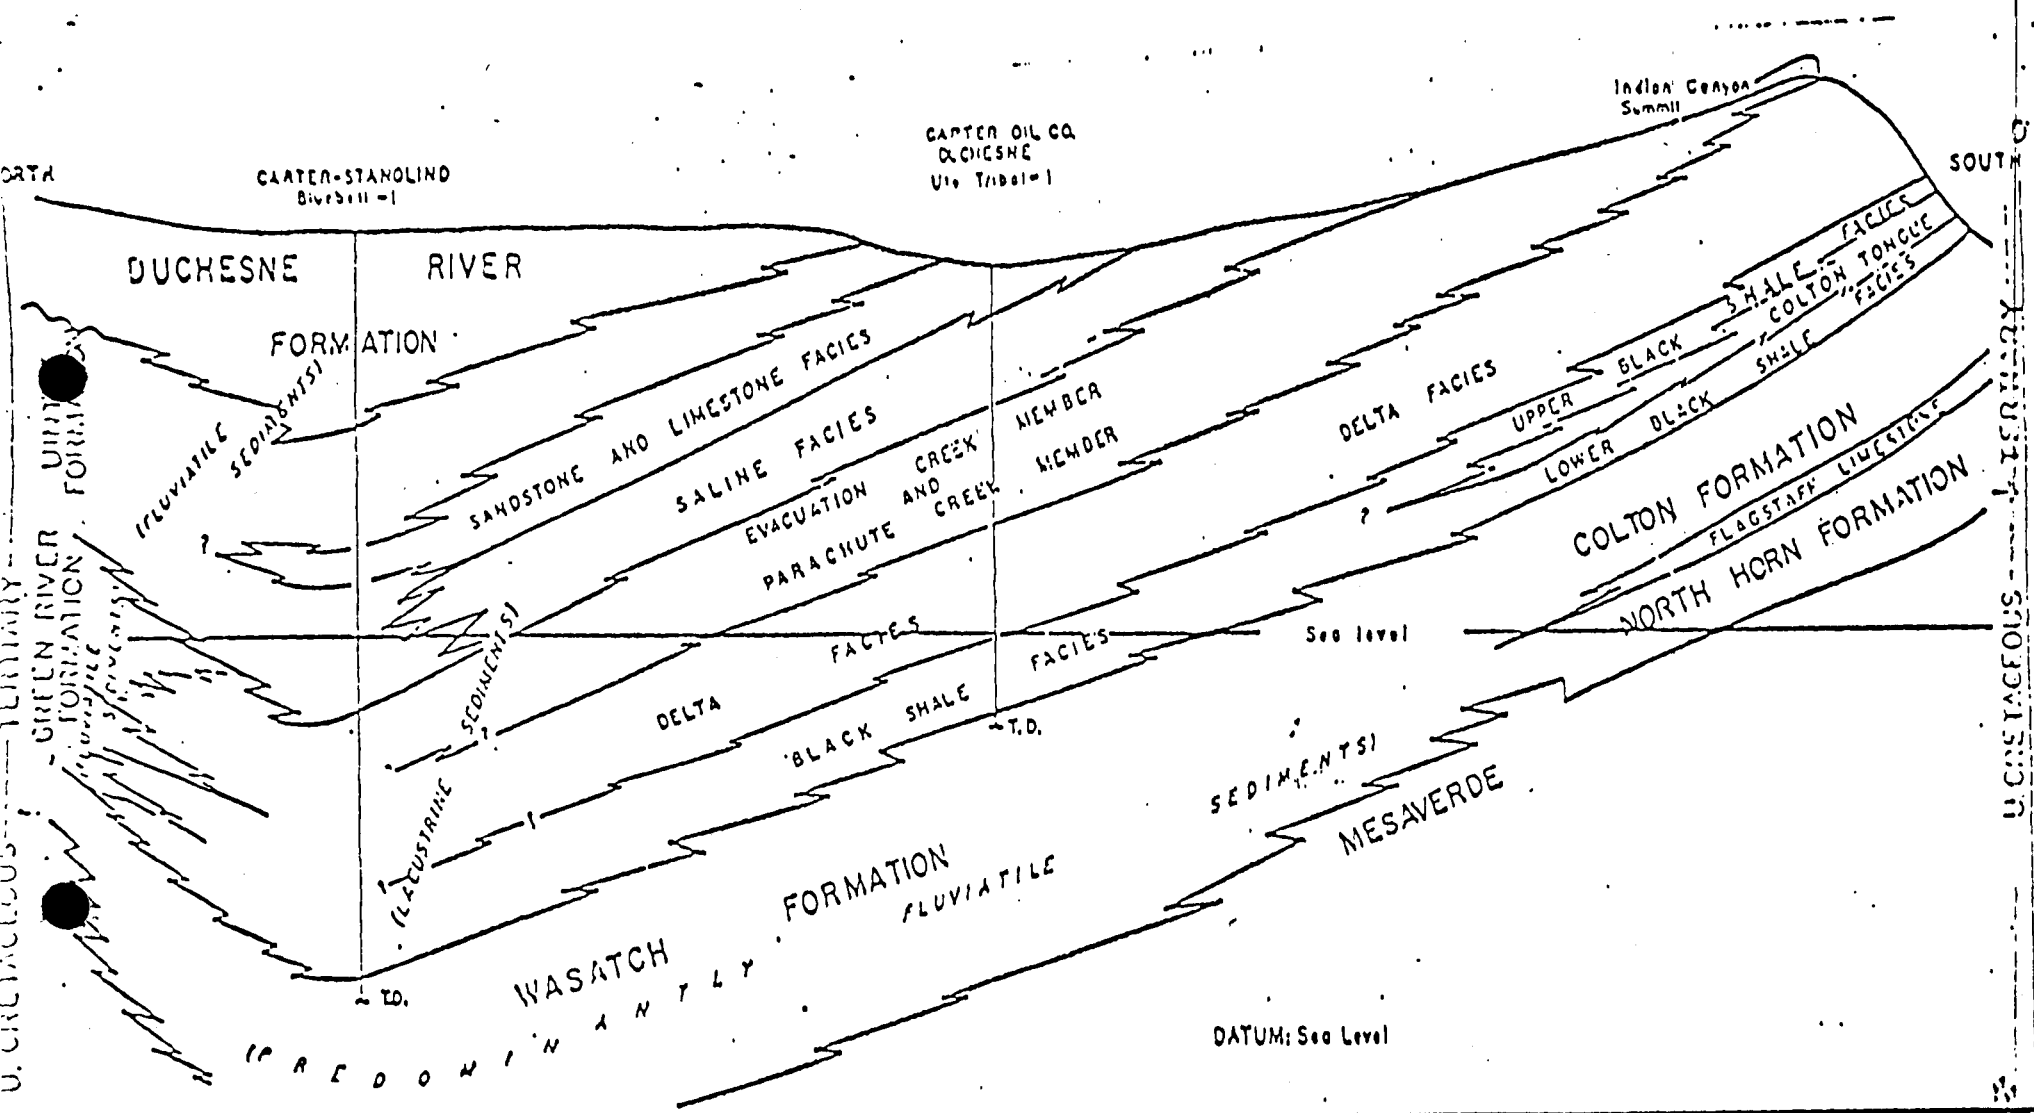 Indian Canyon
Summit
CARTER OIL CO.
DUCHESNE
Ute Tribal-1
CARTER-STANOLIND
Bluebell-1
ORTH
SOUTH
DUCHESNE RIVER
FORMATION
(FLUVIATILE
SEDIMENTS)
UINT
FORMA
SANDSTONE AND LIMESTONE FACIES
SALINE FACIES
EVACUATION CREEK MEMBER
AND
PARACHUTE CREEK MEMBER
DELTA FACIES
UPPER BLACK SHALE FACIES
COLTON TONGUE
LOWER BLACK SHALE FACIES
COLTON FORMATION
FLAGSTAFF LIMESTONE
NORTH HORN FORMATION
?
?
GREEN RIVER
FORMATION
(LACUSTRINE SEDIMENTS)
DELTA FACIES
BLACK SHALE FACIES
Sea level
T.D.
T.D.
WASATCH FORMATION
(PREDOMINANTLY FLUVIATILE SEDIMENTS)
MESAVERDE
DATUM: Sea Level
U. CRETACEOUS TERTIARY
U. CRETACEOUS TERTIARY